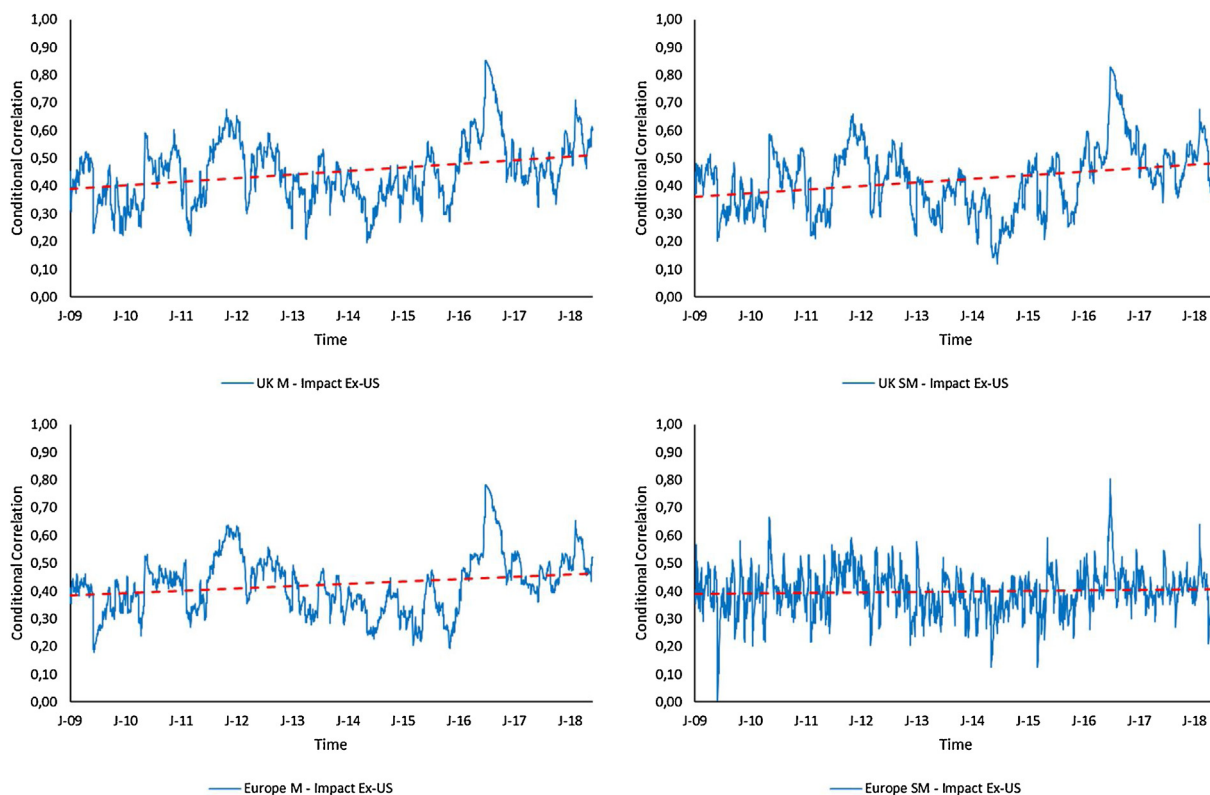 Conditional Correlation
1,00
0,90
0,80
0,70
0,60
0,50
0,40
0,30
0,20
0,10
0,00
J-09 J-10 J-11 J-12 J-13 J-14 J-15 J-16 J-17 J-18
Time
UK M - Impact Ex-US
Conditional Correlation
1,00
0,90
0,80
0,70
0,60
0,50
0,40
0,30
0,20
0,10
0,00
J-09 J-10 J-11 J-12 J-13 J-14 J-15 J-16 J-17 J-18
Time
UK SM - Impact Ex-US
Conditional Correlation
1,00
0,90
0,80
0,70
0,60
0,50
0,40
0,30
0,20
0,10
0,00
J-09 J-10 J-11 J-12 J-13 J-14 J-15 J-16 J-17 J-18
Time
Europe M - Impact Ex-US
Conditional Correlation
1,00
0,90
0,80
0,70
0,60
0,50
0,40
0,30
0,20
0,10
0,00
J-09 J-10 J-11 J-12 J-13 J-14 J-15 J-16 J-17 J-18
Time
Europe SM - Impact Ex-US